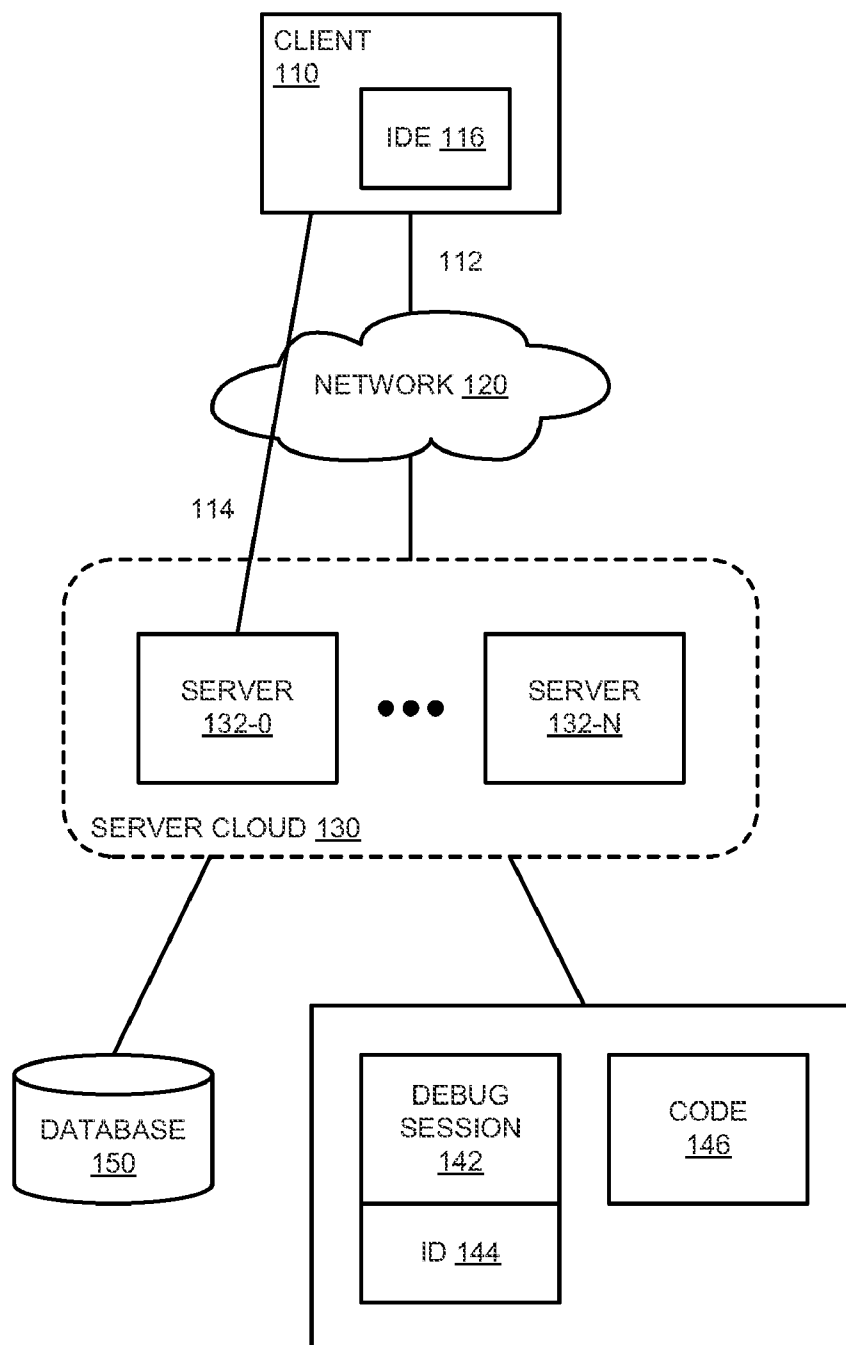 CLIENT
110
IDE 116
112
NETWORK 120
114
SERVER
132-0
SERVER
132-N
SERVER CLOUD 130
DATABASE
150
DEBUG
SESSION
142
ID 144
CODE
146